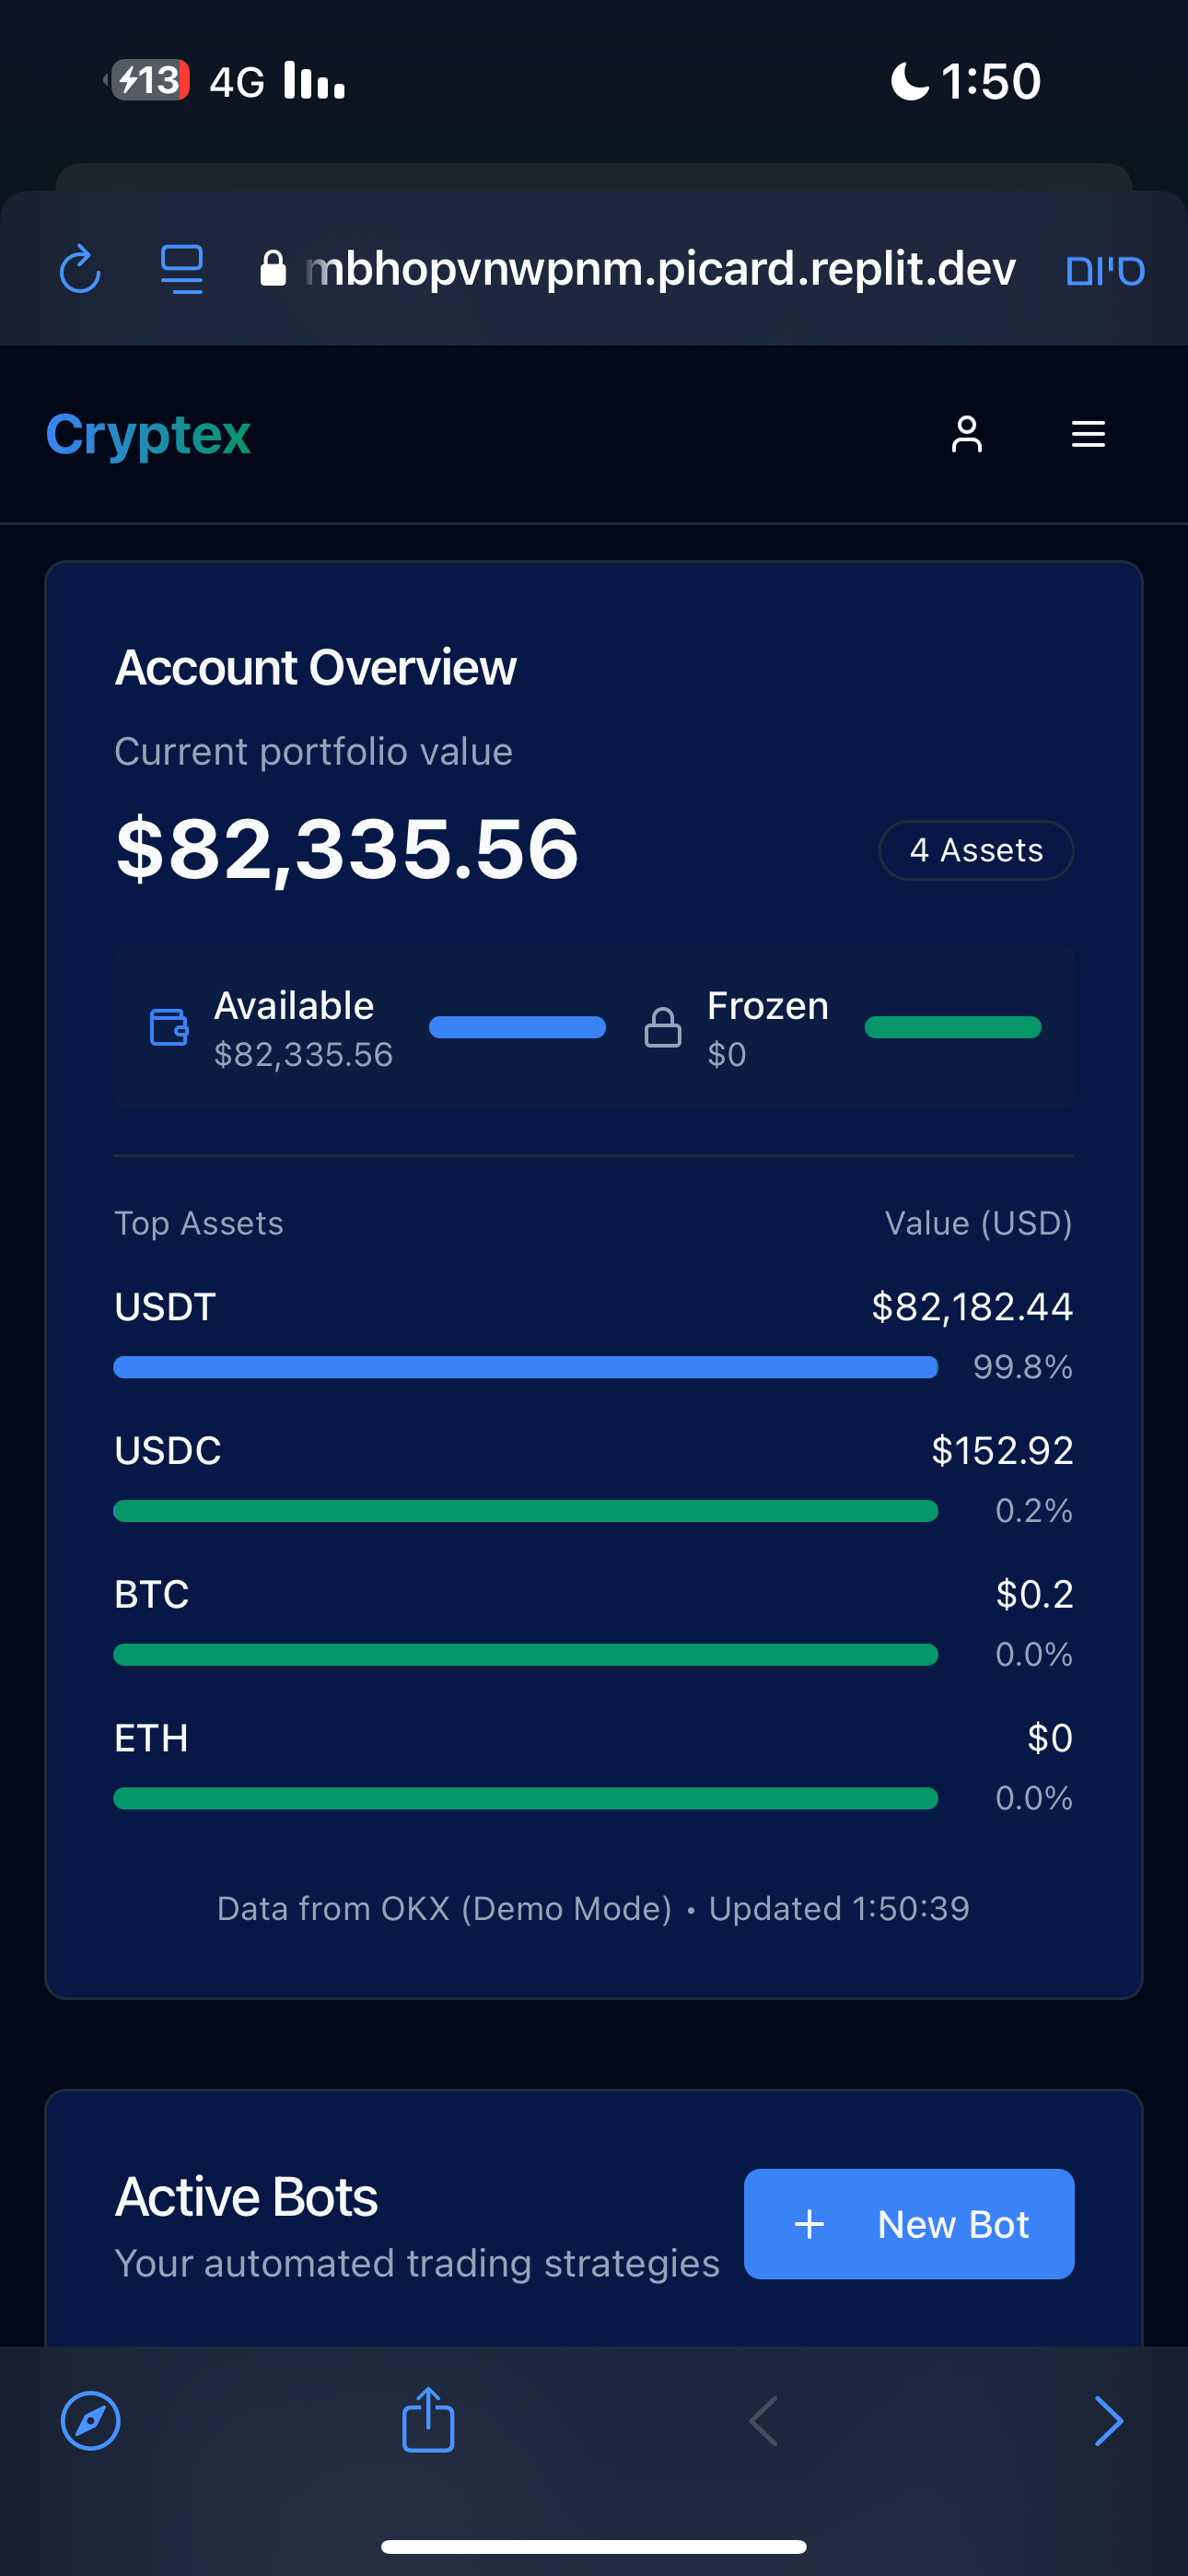 13 4G 1:50
mbhopvnwpnm.picard.replit.dev סיום
Cryptex
Account Overview
Current portfolio value
$82,335.56 4 Assets
Available Frozen
$82,335.56 $0
Top Assets Value (USD)
USDT $82,182.44
99.8%
USDC $152.92
0.2%
BTC $0.2
0.0%
ETH $0
0.0%
Data from OKX (Demo Mode) • Updated 1:50:39
Active Bots
Your automated trading strategies
+ New Bot